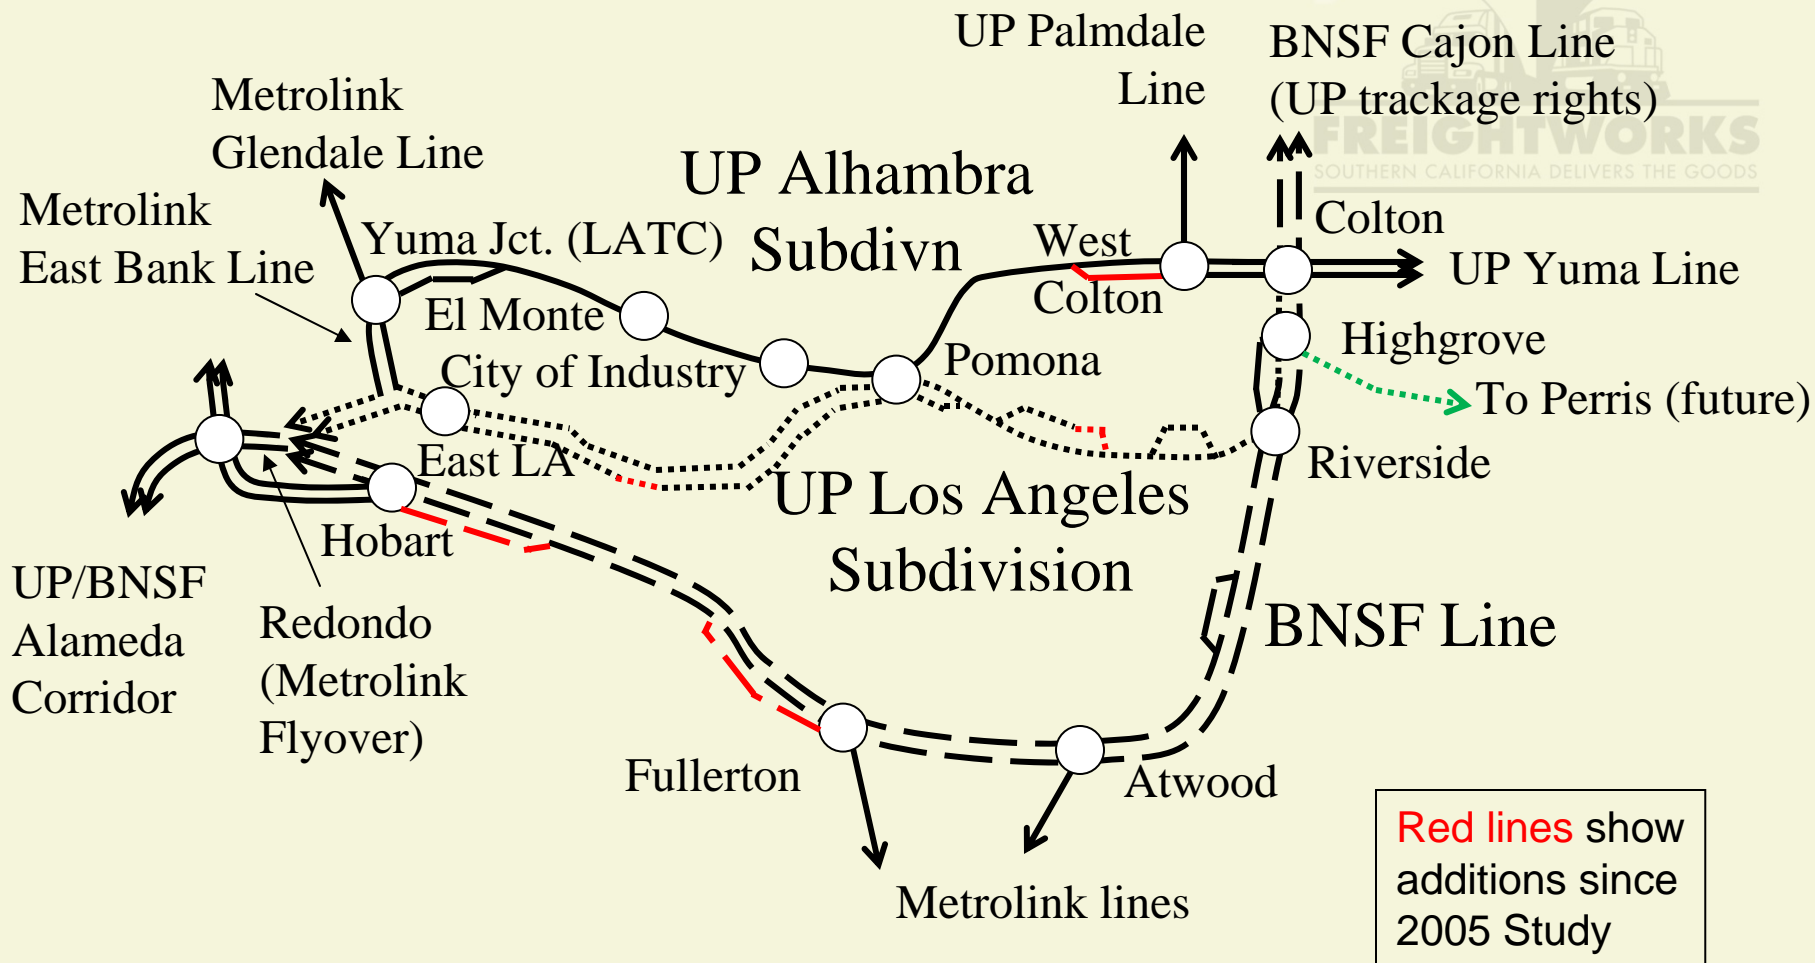 UP Palmdale
Line
BNSF Cajon Line
(UP trackage rights)
FREIGHTWORKS
SOUTHERN CALIFORNIA DELIVERS THE GOODS
Metrolink
Glendale Line
UP Alhambra
Subdivn
Metrolink
East Bank Line
Yuma Jct. (LATC)
West
Colton
Colton
UP Yuma Line
El Monte
City of Industry
Pomona
Highgrove
To Perris (future)
East LA
Riverside
UP Los Angeles
Subdivision
Hobart
UP/BNSF
Alameda
Corridor
Redondo
(Metrolink
Flyover)
BNSF Line
Fullerton
Atwood
Metrolink lines
Red lines show
additions since
2005 Study